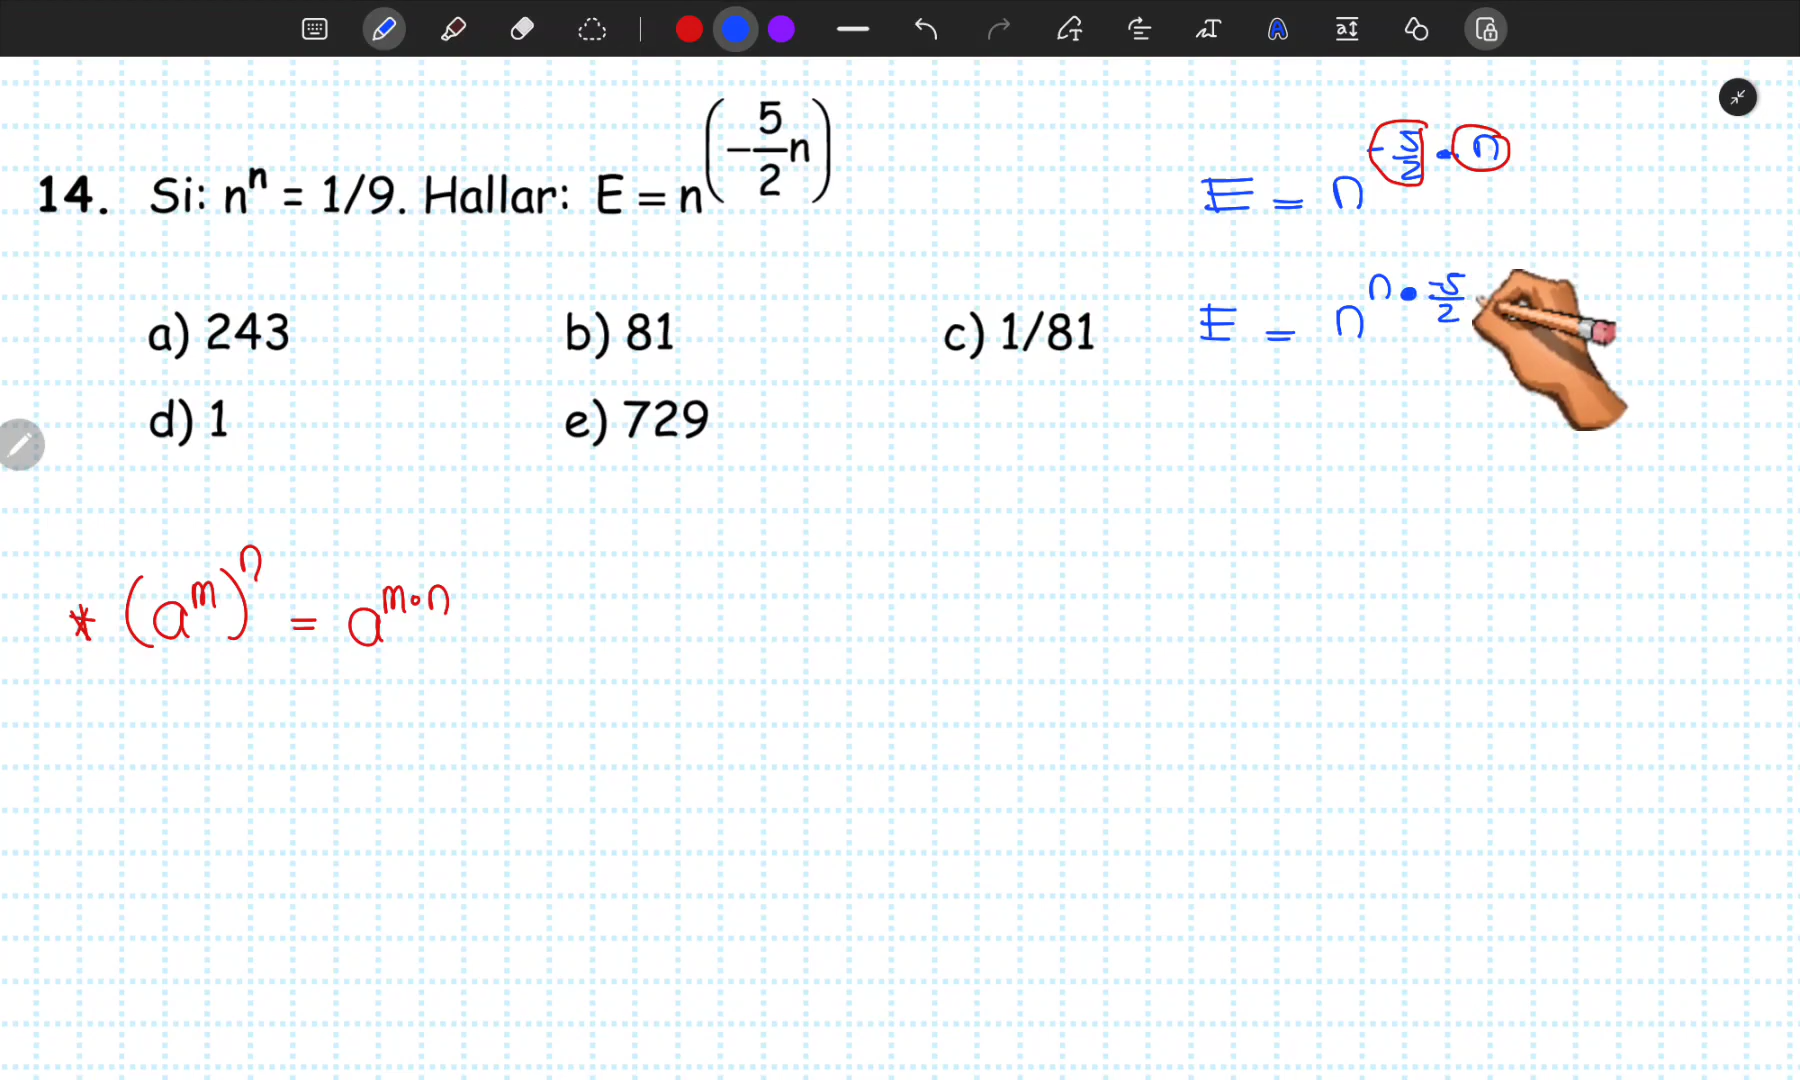 14. Si: nⁿ = 1/9. Hallar: E = n^(-5/2 n)
E = n^(-5/2 · n)
E = n^(n · -5/2)
a) 243 b) 81 c) 1/81
d) 1 e) 729
* (a^m)^n = a^(m·n)